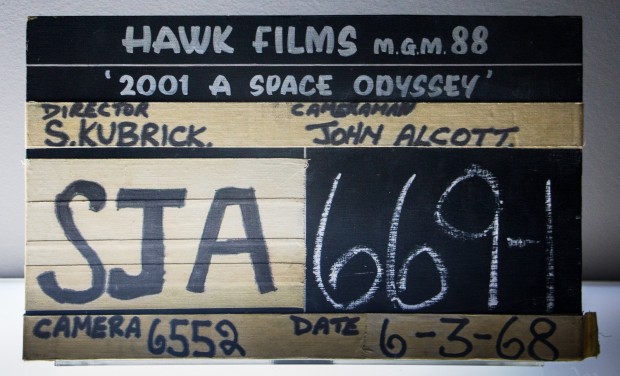 HAWK FILMS M.G.M. 88
'2001 A SPACE ODYSSEY'
DIRECTOR CAMERAMAN
S. KUBRICK. JOHN ALCOTT.
SJA 669-1
CAMERA 6552 DATE 6-3-68